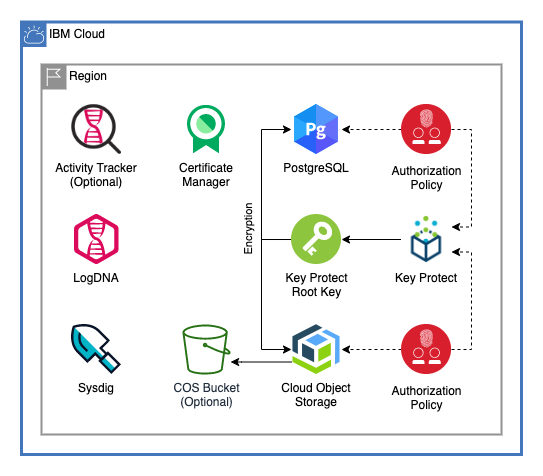 IBM Cloud
Region
Activity Tracker
(Optional)
Certificate
Manager
Pg
PostgreSQL
Authorization
Policy
Encryption
LogDNA
Key Protect
Root Key
Key Protect
Sysdig
COS Bucket
(Optional)
Cloud Object
Storage
Authorization
Policy